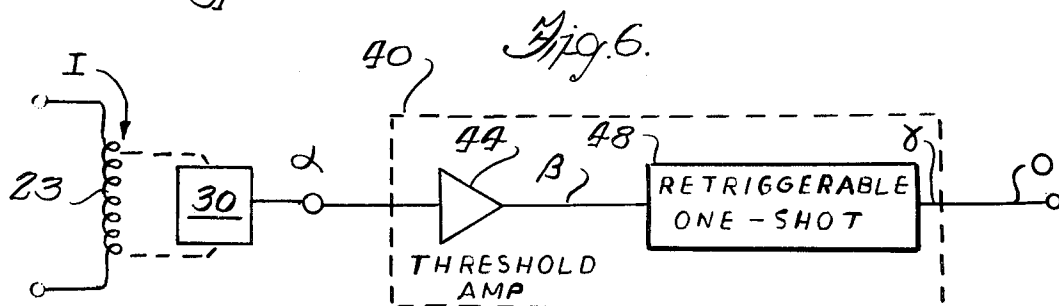 Fig. 6.
40
I
44
48
γ
α
β
O
23
30
RETRIGGERABLE
ONE-SHOT
THRESHOLD
AMP